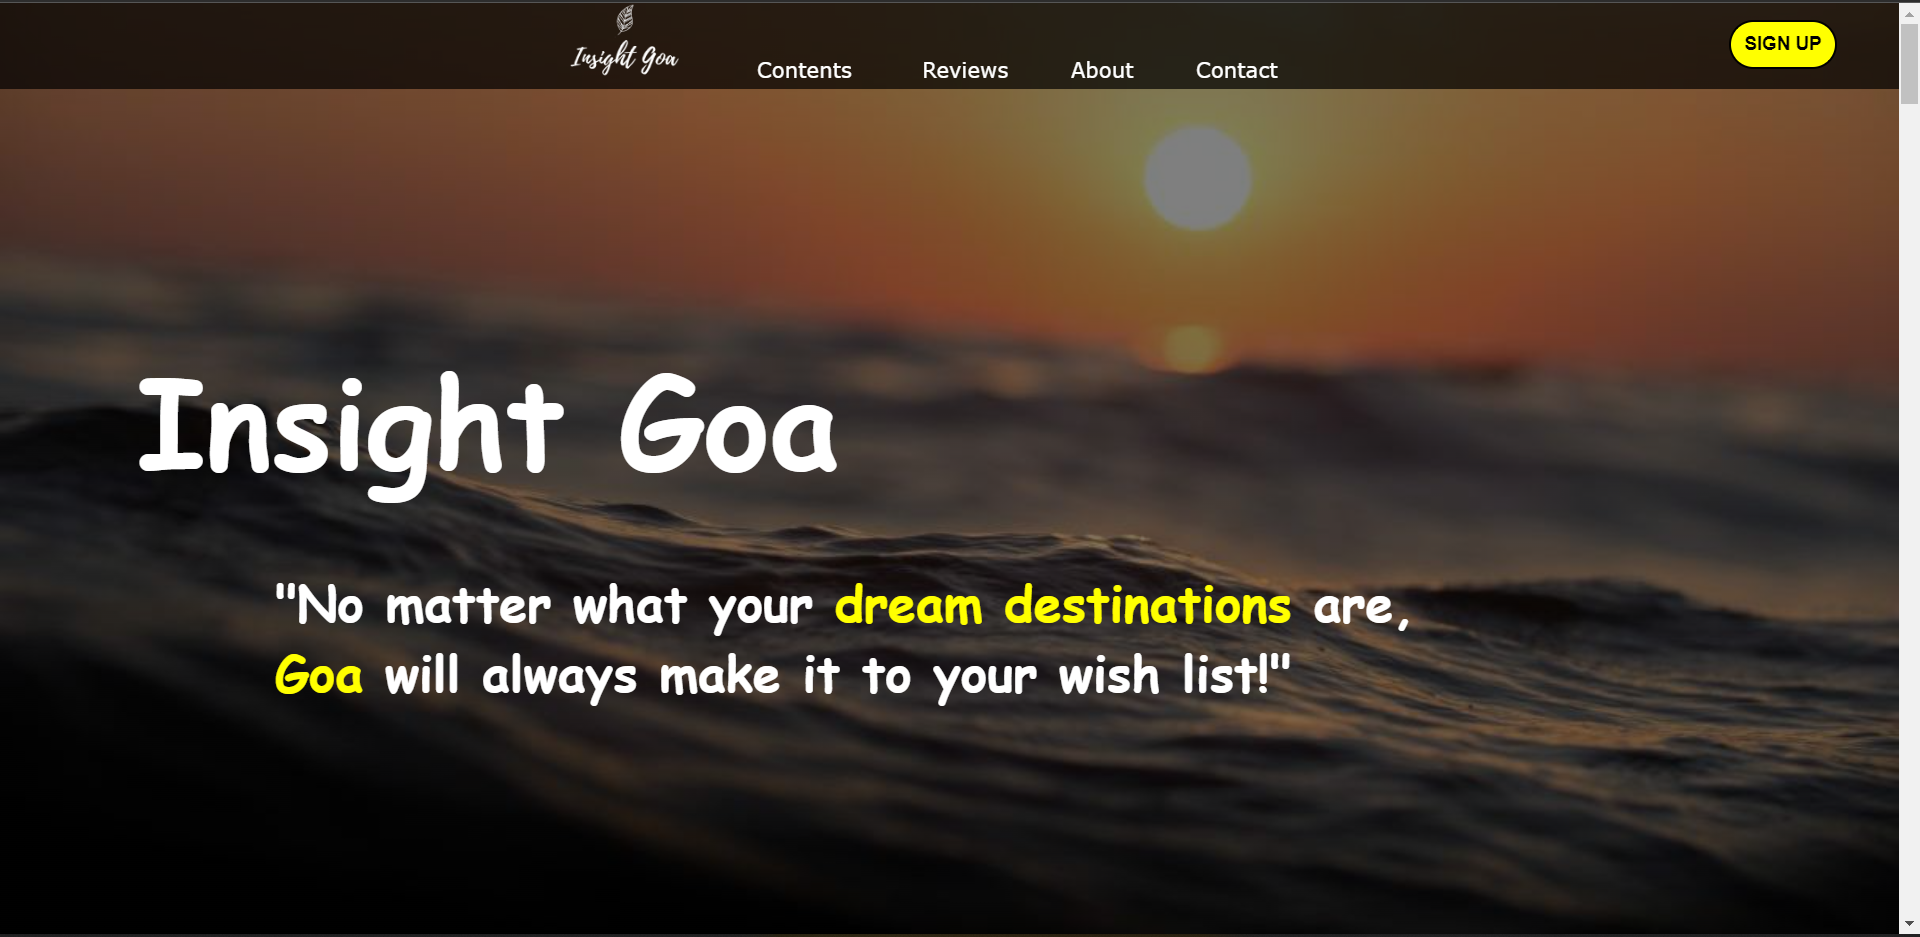 Insight Goa
Contents Reviews About Contact
SIGN UP
Insight Goa
"No matter what your dream destinations are,
Goa will always make it to your wish list!"